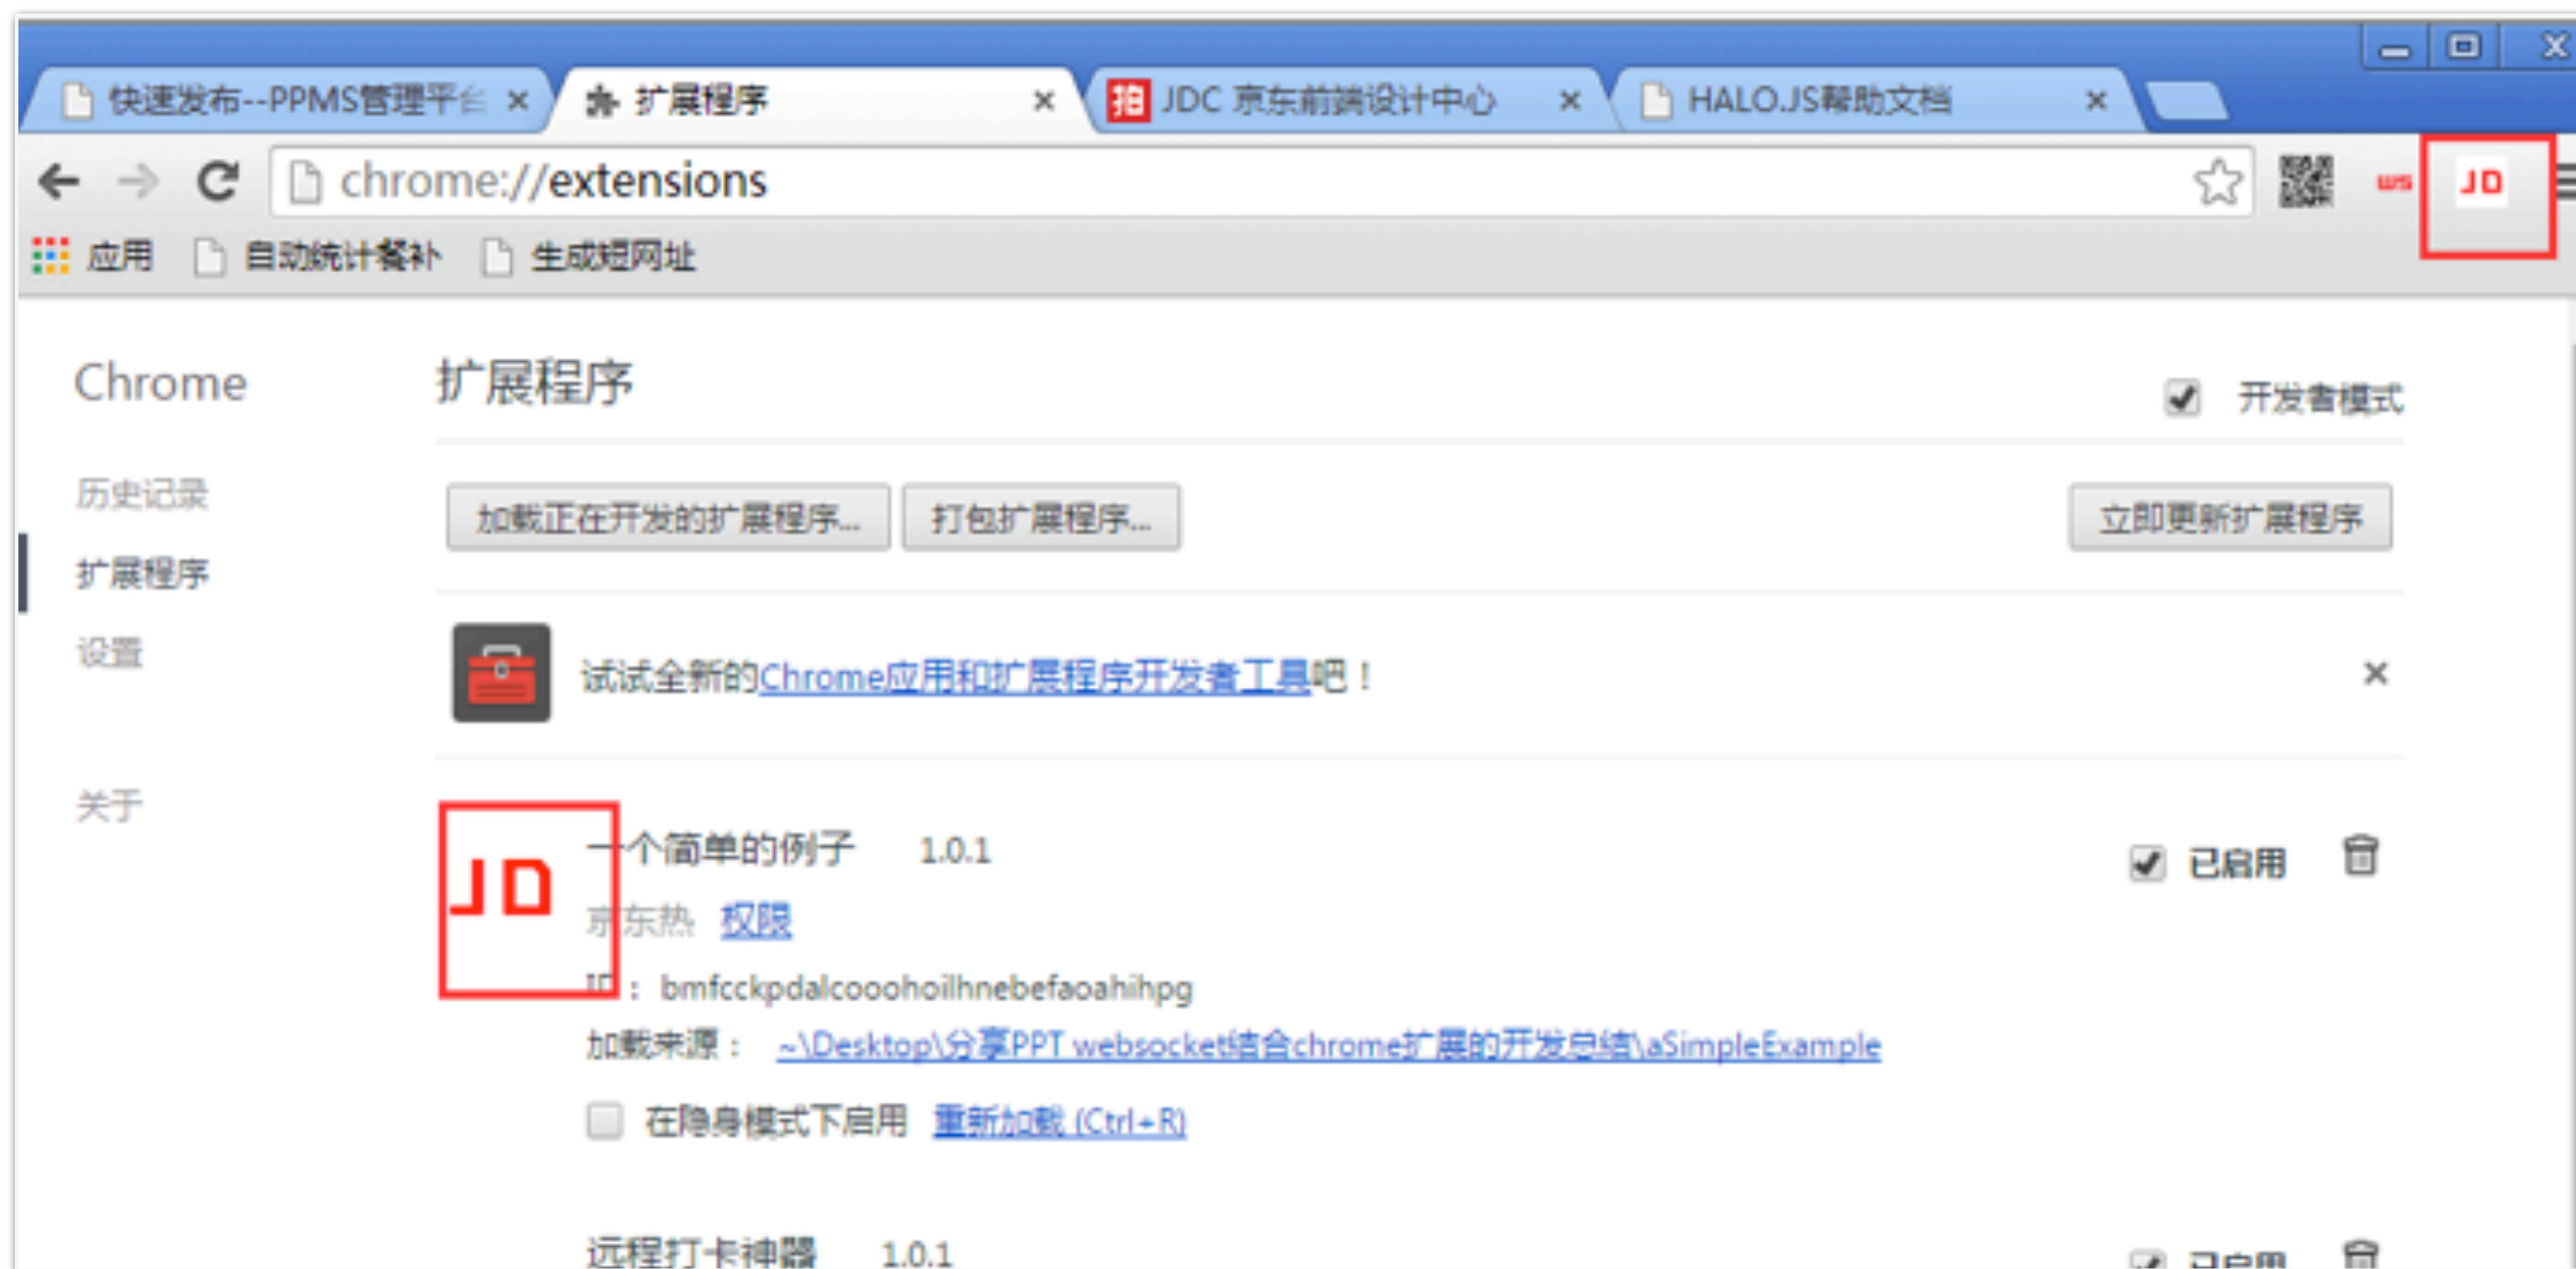 快速发布--PPMS管理平台
扩展程序
拍 JDC 京东前端设计中心
HALO.JS帮助文档
chrome://extensions
ws
JD
应用 自动统计餐补 生成短网址
Chrome
扩展程序
开发者模式
历史记录
扩展程序
设置
关于
加载正在开发的扩展程序... 打包扩展程序... 立即更新扩展程序
试试全新的Chrome应用和扩展程序开发者工具吧！
JD
一个简单的例子 1.0.1
已启用
京东热 权限
ID： bmfcckpdalcooohoilhnebefaoahihpg
加载来源： ~\Desktop\分享PPT websocket结合chrome扩展的开发总结\aSimpleExample
在隐身模式下启用 重新加载 (Ctrl+R)
远程打卡神器 1.0.1
已启用